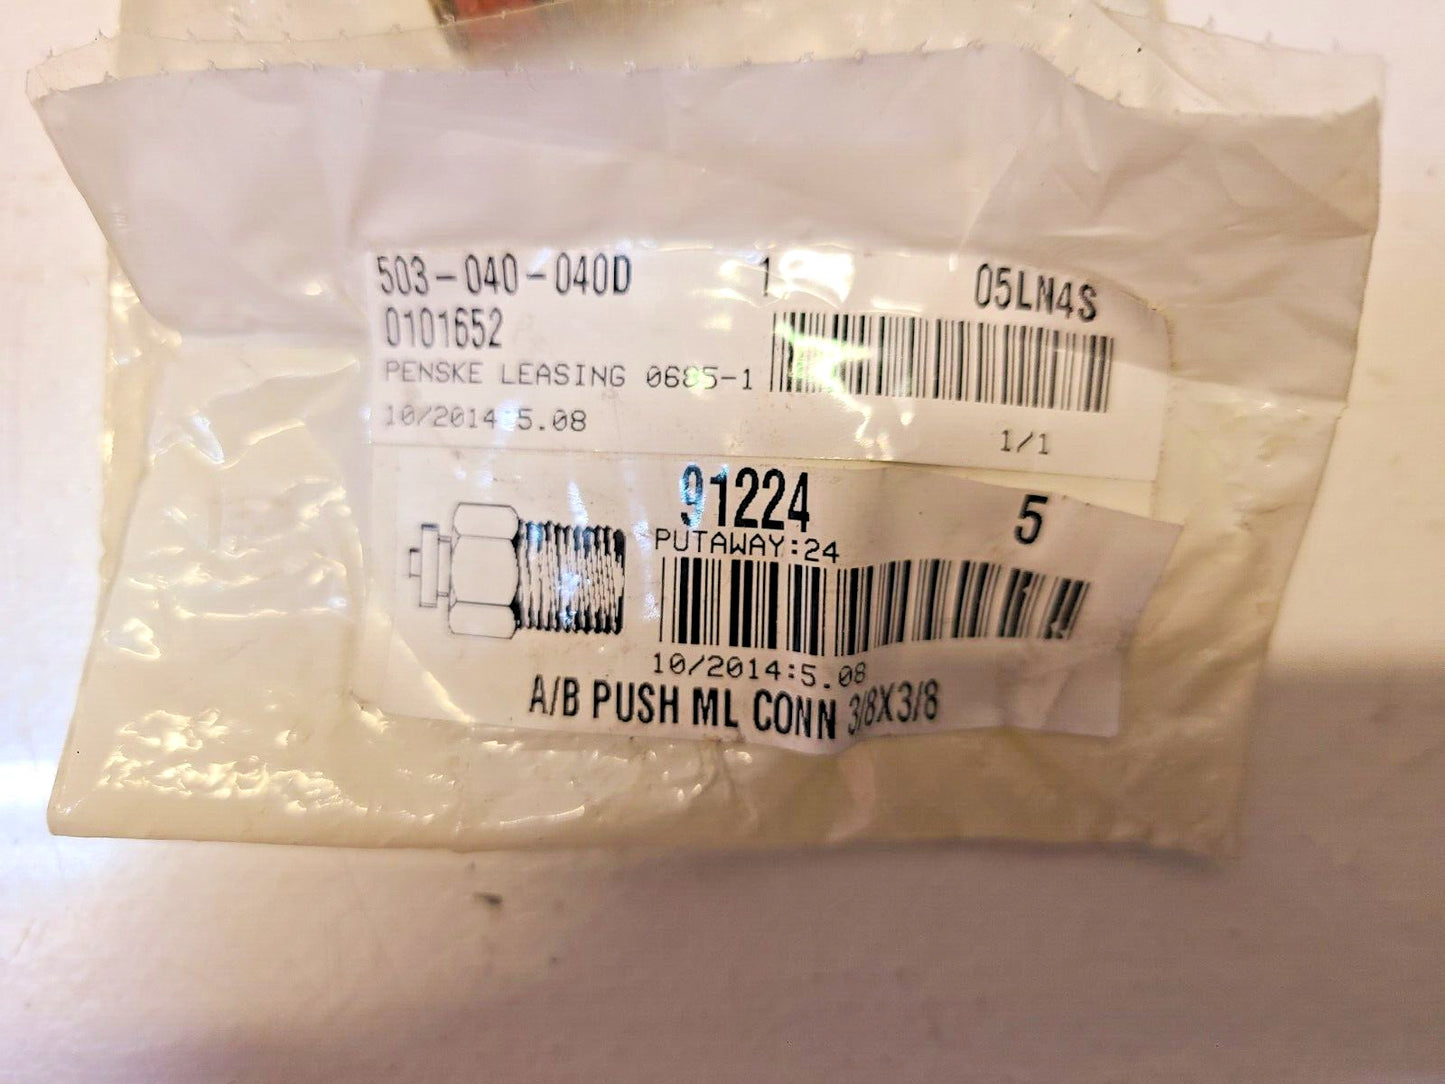 503-040-040D 1 05LN4S
0101652
PENSKE LEASING 0685-1
10/2014:5.08 1/1
91224 5
PUTAWAY:24
10/2014:5.08
A/B PUSH ML CONN 3/8X3/8